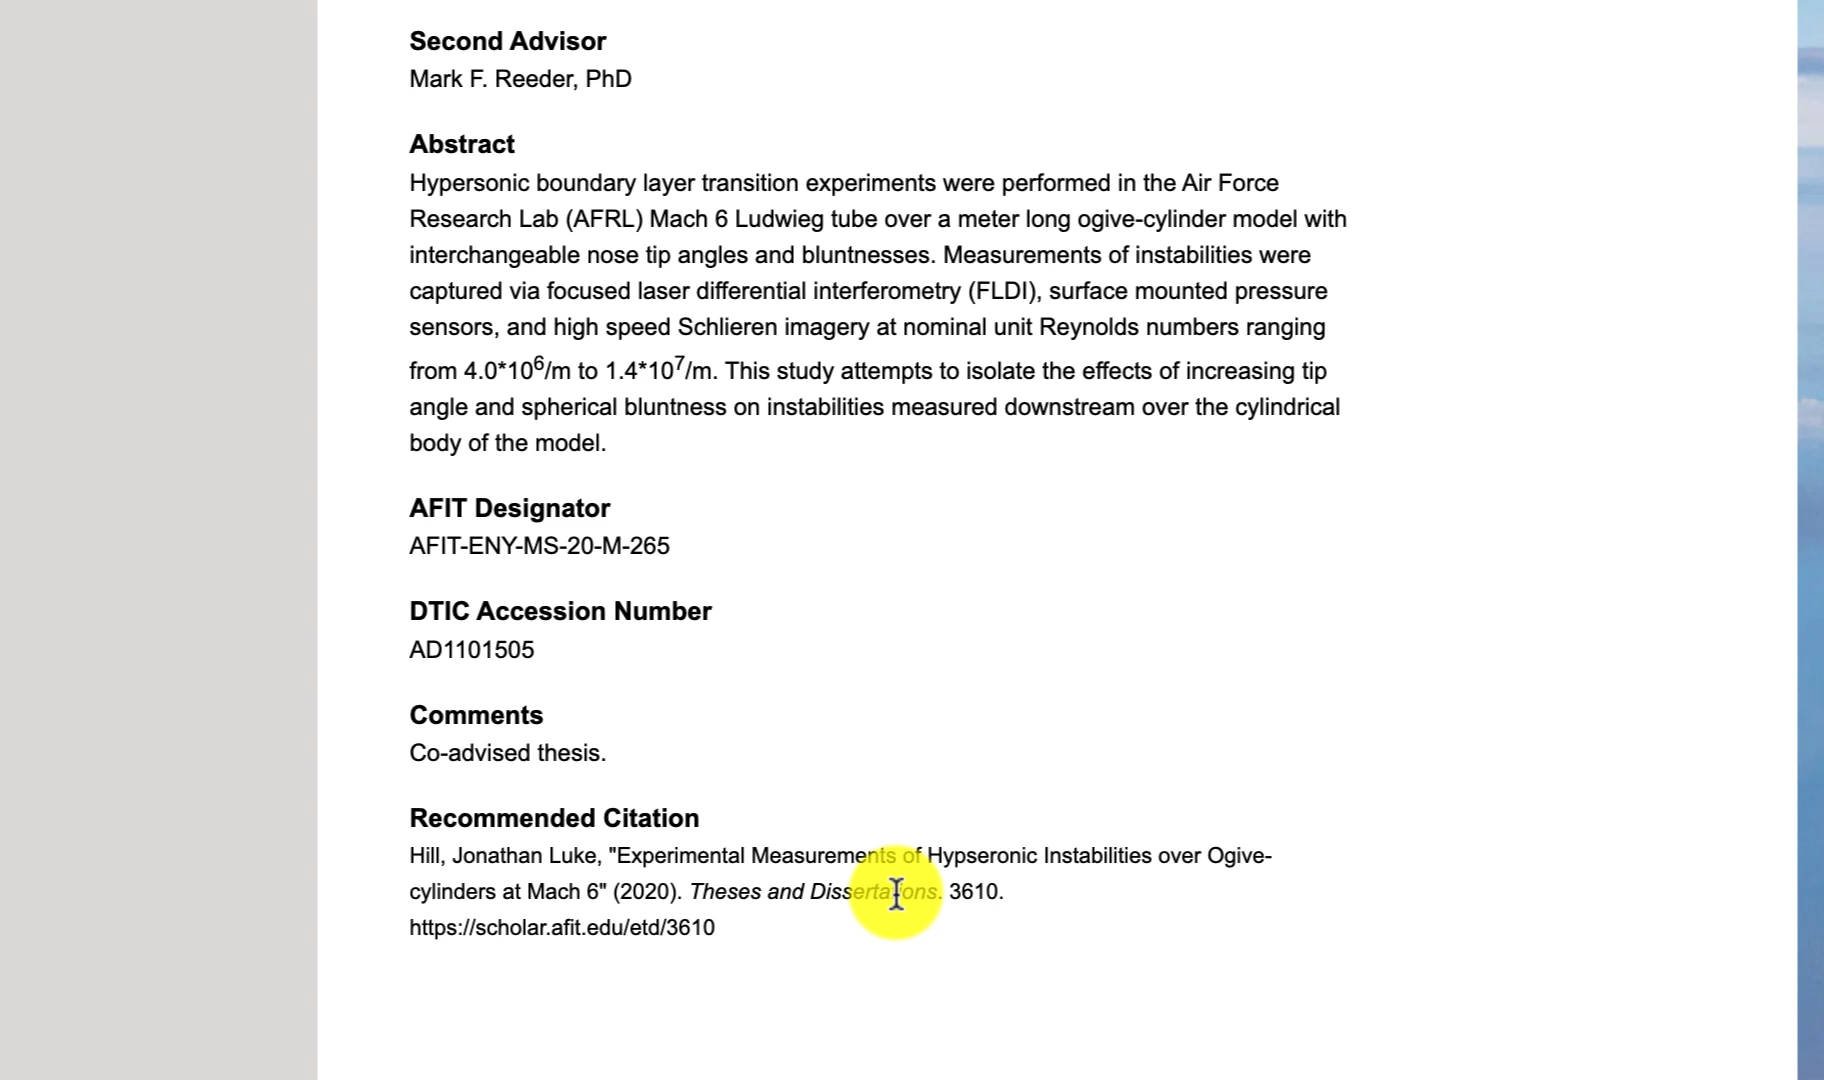 Second Advisor
Mark F. Reeder, PhD
Abstract
Hypersonic boundary layer transition experiments were performed in the Air Force
Research Lab (AFRL) Mach 6 Ludwieg tube over a meter long ogive-cylinder model with
interchangeable nose tip angles and bluntnesses. Measurements of instabilities were
captured via focused laser differential interferometry (FLDI), surface mounted pressure
sensors, and high speed Schlieren imagery at nominal unit Reynolds numbers ranging
from 4.0*10⁶/m to 1.4*10⁷/m. This study attempts to isolate the effects of increasing tip
angle and spherical bluntness on instabilities measured downstream over the cylindrical
body of the model.
AFIT Designator
AFIT-ENY-MS-20-M-265
DTIC Accession Number
AD1101505
Comments
Co-advised thesis.
Recommended Citation
Hill, Jonathan Luke, "Experimental Measurements of Hypseronic Instabilities over Ogive-
cylinders at Mach 6" (2020). Theses and Dissertations. 3610.
https://scholar.afit.edu/etd/3610